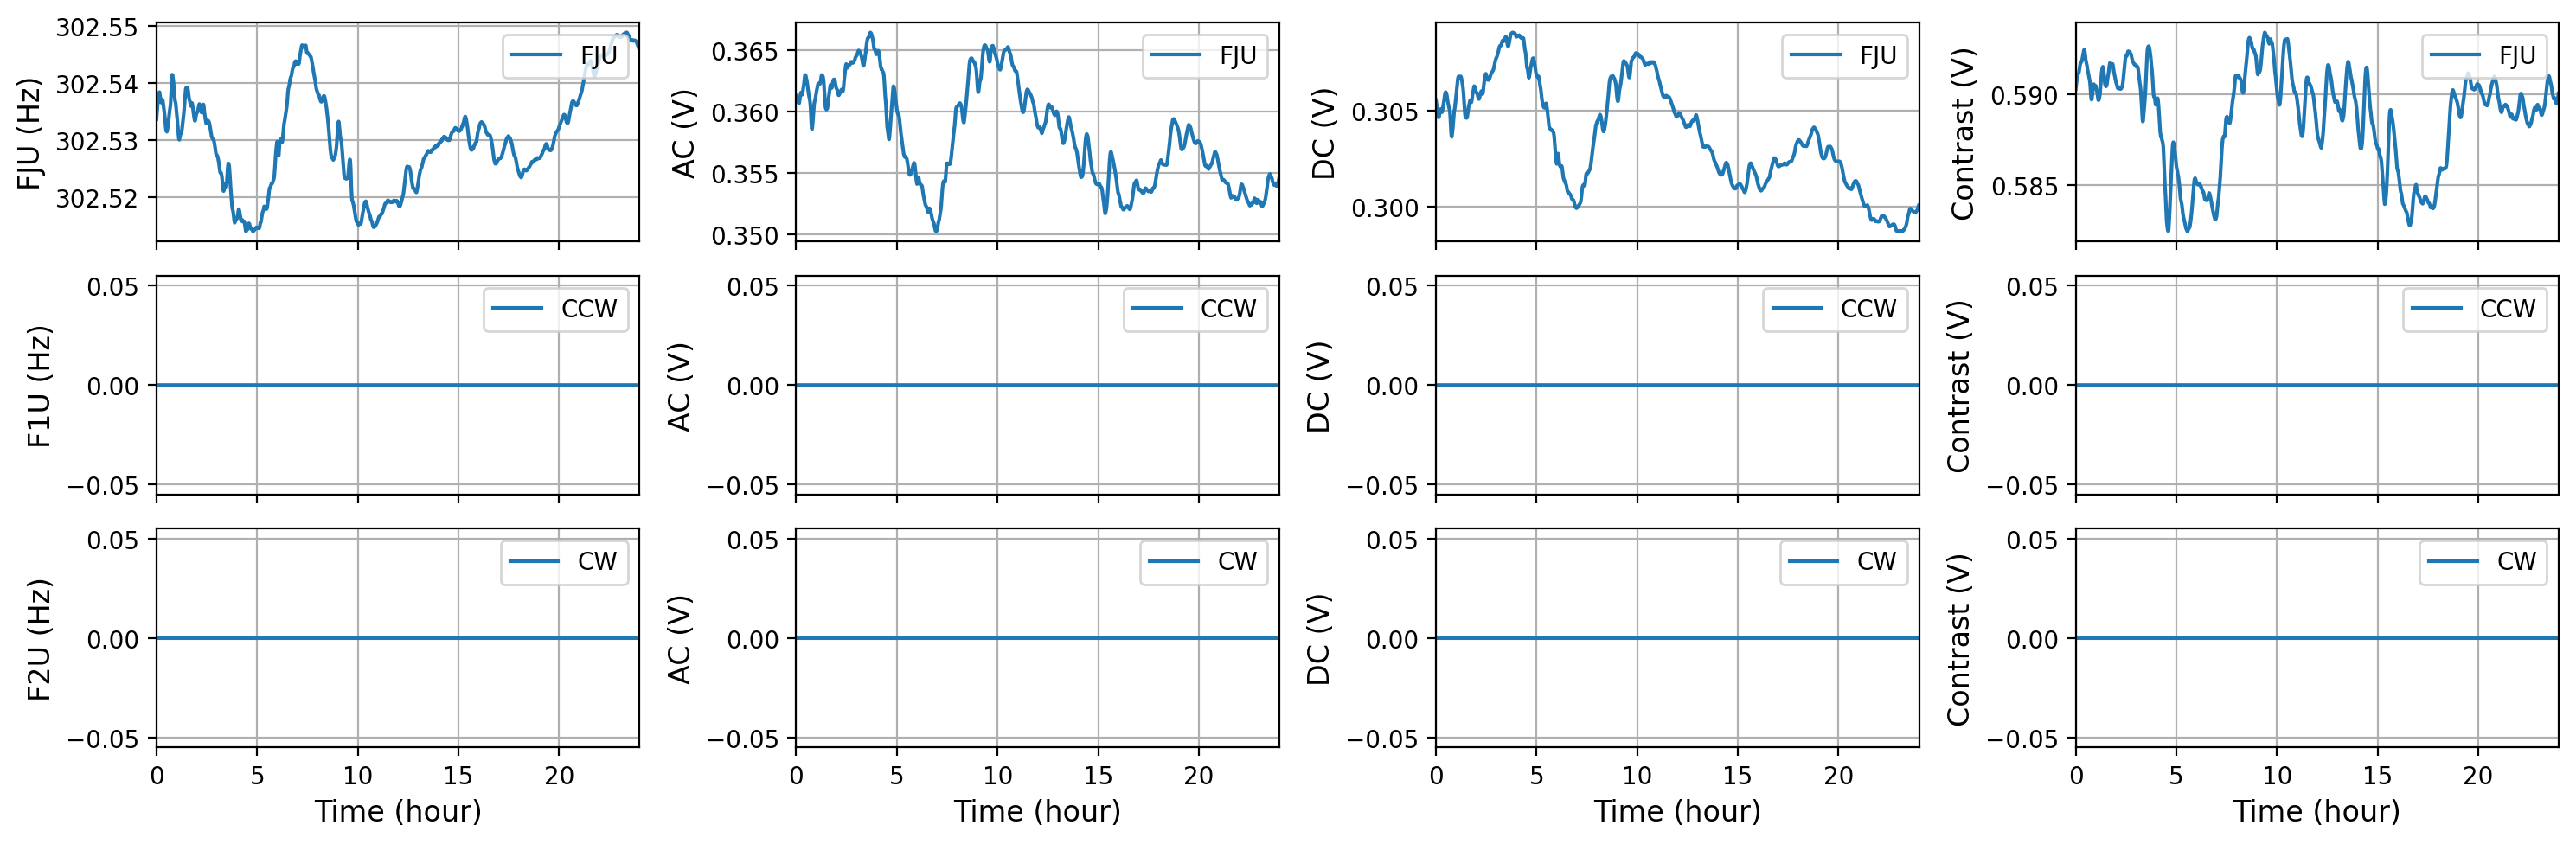 FJU (Hz)
302.55
302.54
302.53
302.52
FJU
AC (V)
0.365
0.360
0.355
0.350
FJU
DC (V)
0.305
0.300
FJU
Contrast (V)
0.590
0.585
FJU
F1U (Hz)
0.05
0.00
−0.05
CCW
AC (V)
0.05
0.00
−0.05
CCW
DC (V)
0.05
0.00
−0.05
CCW
Contrast (V)
0.05
0.00
−0.05
CCW
F2U (Hz)
0.05
0.00
−0.05
CW
0 5 10 15 20
Time (hour)
AC (V)
0.05
0.00
−0.05
CW
0 5 10 15 20
Time (hour)
DC (V)
0.05
0.00
−0.05
CW
0 5 10 15 20
Time (hour)
Contrast (V)
0.05
0.00
−0.05
CW
0 5 10 15 20
Time (hour)